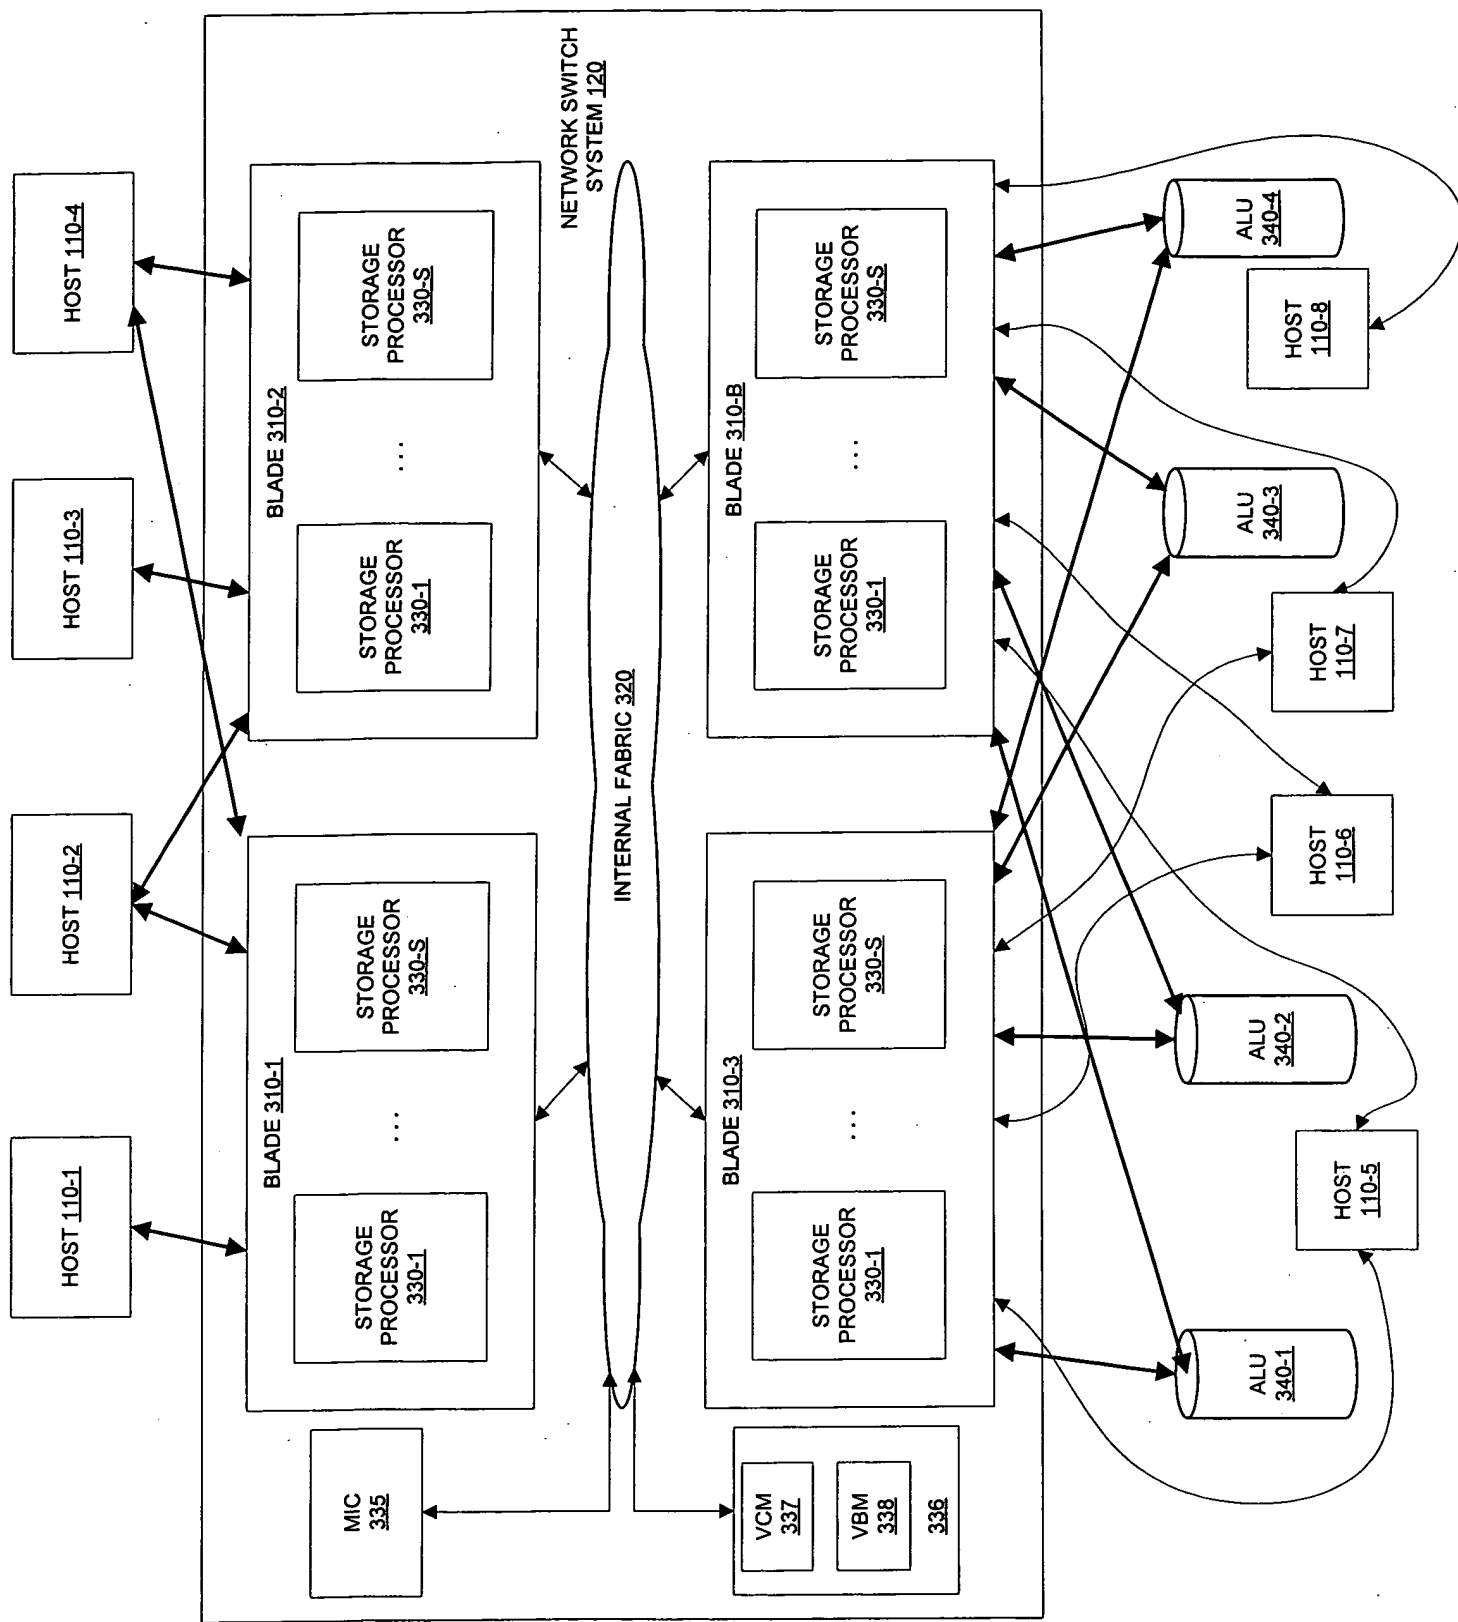 HOST 110-1
HOST 110-2
HOST 110-3
HOST 110-4
NETWORK SWITCH
SYSTEM 120
MIC
335
BLADE 310-1
STORAGE
PROCESSOR
330-1
...
STORAGE
PROCESSOR
330-S
BLADE 310-2
STORAGE
PROCESSOR
330-1
...
STORAGE
PROCESSOR
330-S
INTERNAL FABRIC 320
VCM
337
VBM
338
336
BLADE 310-3
STORAGE
PROCESSOR
330-1
...
STORAGE
PROCESSOR
330-S
BLADE 310-B
STORAGE
PROCESSOR
330-1
...
STORAGE
PROCESSOR
330-S
ALU
340-1
ALU
340-2
ALU
340-3
ALU
340-4
HOST
110-5
HOST
110-6
HOST
110-7
HOST
110-8